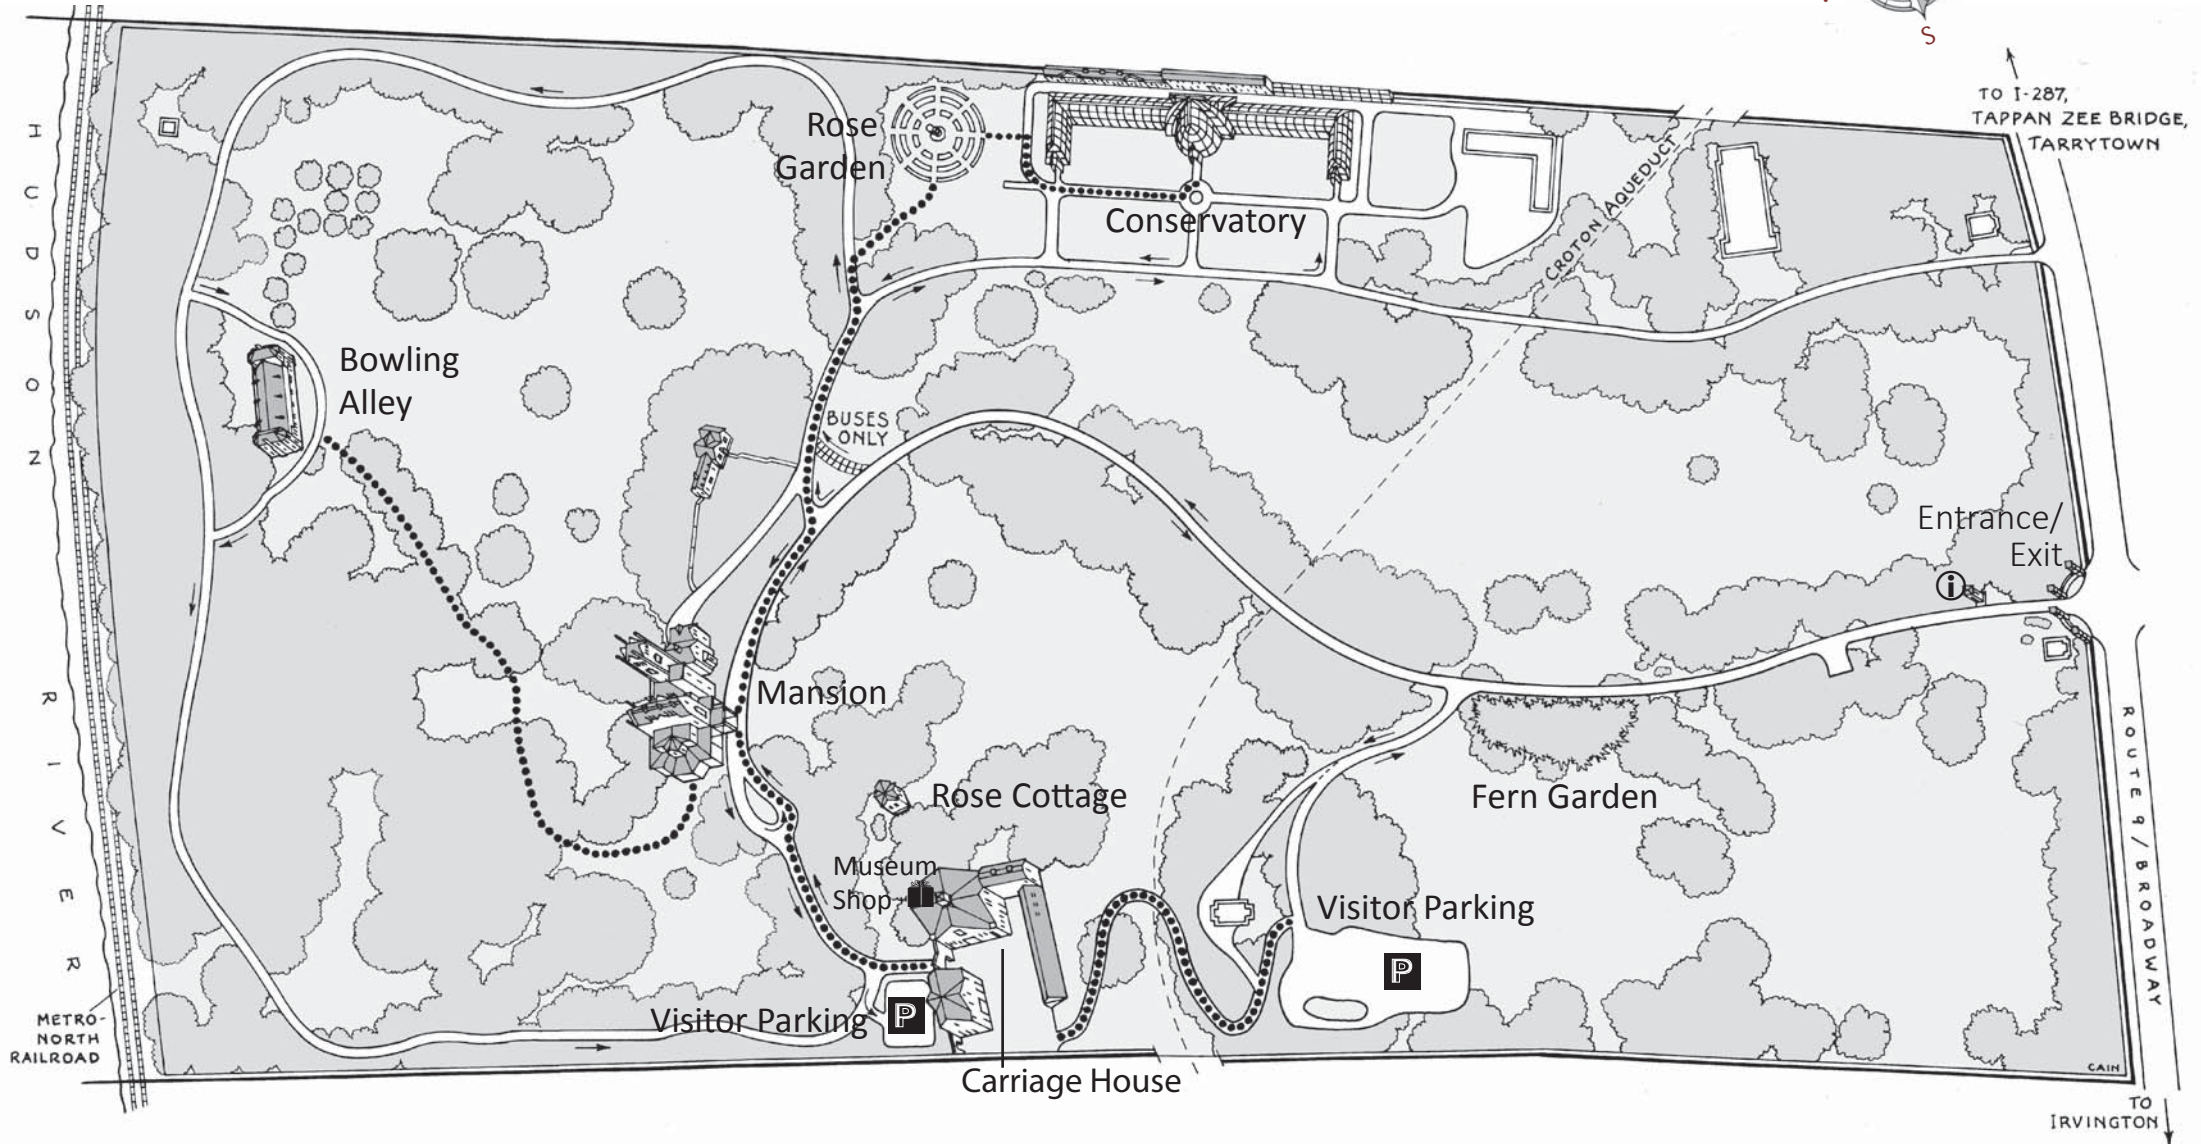 S
TO I-287,
TAPPAN ZEE BRIDGE,
TARRYTOWN
HUDSON
RIVER
Rose
Garden
Conservatory
CROTON AQUEDUCT
Bowling
Alley
BUSES
ONLY
Entrance/
Exit
i
Mansion
Rose Cottage
Fern Garden
Museum
Shop
Visitor Parking
P
Visitor Parking
P
Carriage House
METRO-
NORTH
RAILROAD
ROUTE 9/BROADWAY
CAIN
TO
IRVINGTON